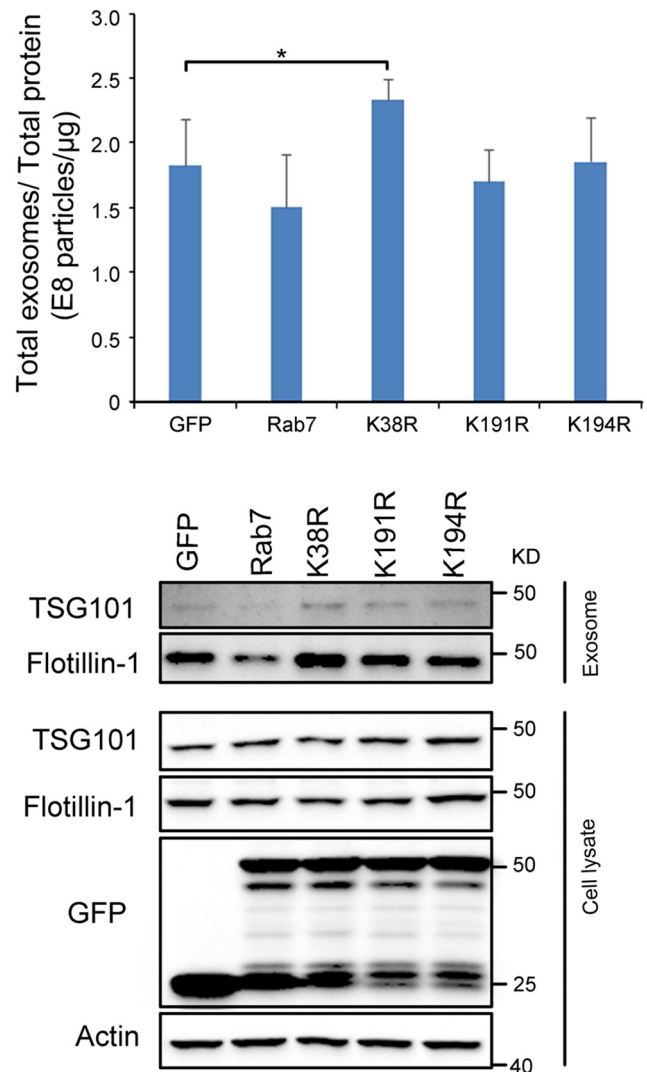 Total exosomes/ Total protein
(E8 particles/µg)
3.0
2.5
2.0
1.5
1.0
0.5
0
*
GFP Rab7 K38R K191R K194R
GFP Rab7 K38R K191R K194R
KD
TSG101 50
Flotillin-1 50
Exosome
TSG101 50
Flotillin-1 50
GFP 50
25
Actin
40
Cell lysate